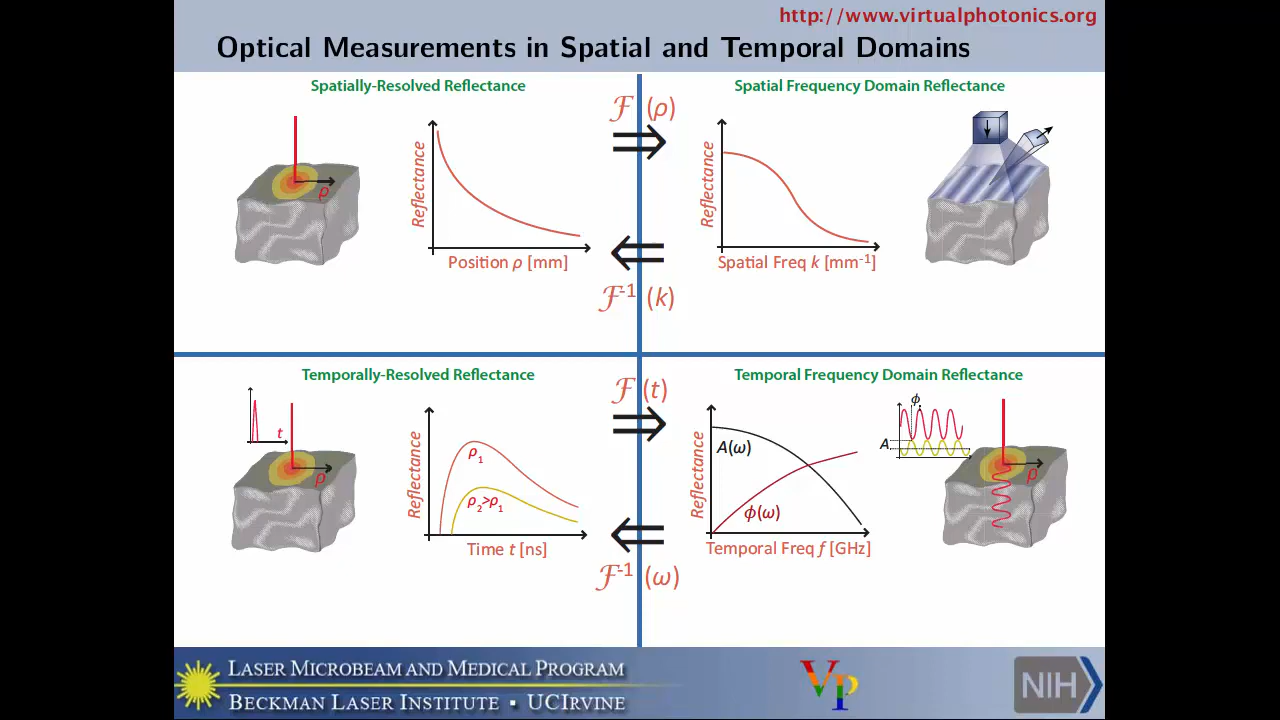 http://www.virtualphotonics.org
Optical Measurements in Spatial and Temporal Domains
Spatially-Resolved Reflectance
ρ
Reflectance
Position ρ [mm]
ℱ (ρ)
ℱ⁻¹ (k)
Spatial Frequency Domain Reflectance
Reflectance
Spatial Freq k [mm⁻¹]
Temporally-Resolved Reflectance
t
ρ
Reflectance
ρ₁
ρ₂>ρ₁
Time t [ns]
ℱ (t)
ℱ⁻¹ (ω)
Temporal Frequency Domain Reflectance
Reflectance
A(ω)
ϕ(ω)
Temporal Freq f [GHz]
ϕ
A
ρ
LASER MICROBEAM AND MEDICAL PROGRAM
BECKMAN LASER INSTITUTE ▪ UCIRVINE
VP
NIH